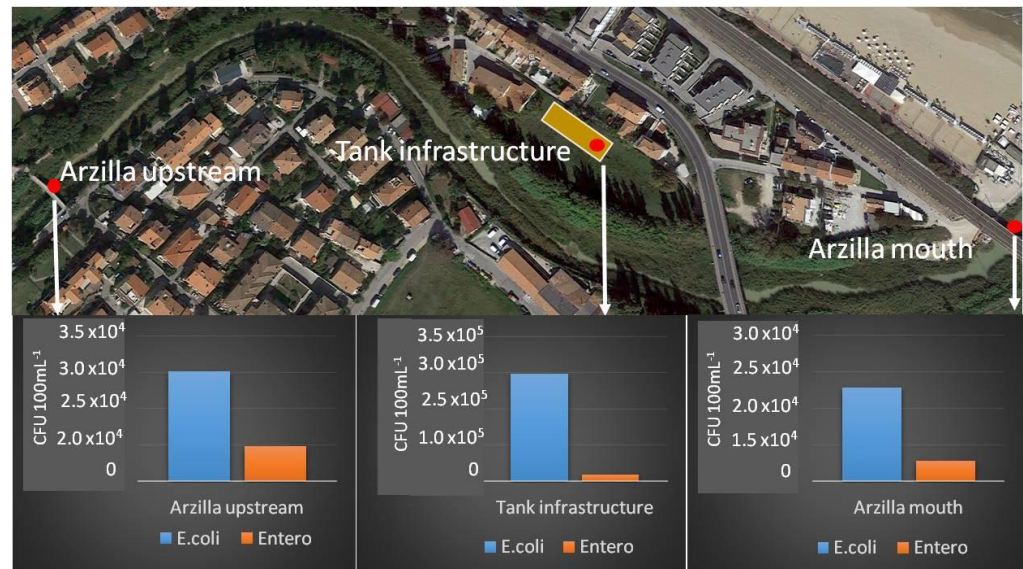 Arzilla upstream
Tank infrastructure
Arzilla mouth
3.5 x10⁴
3.0 x10⁴
2.5 x10⁴
2.0 x10⁴
0
CFU 100mL⁻¹
Arzilla upstream
E.coli Entero
3.5 x10⁵
3.0 x10⁵
2.5 x10⁵
1.0 x10⁵
0
CFU 100mL⁻¹
Tank infrastructure
E.coli Entero
3.0 x10⁴
2.0 x10⁴
1.5 x10⁴
0
CFU 100mL⁻¹
Arzilla mouth
E.coli Entero